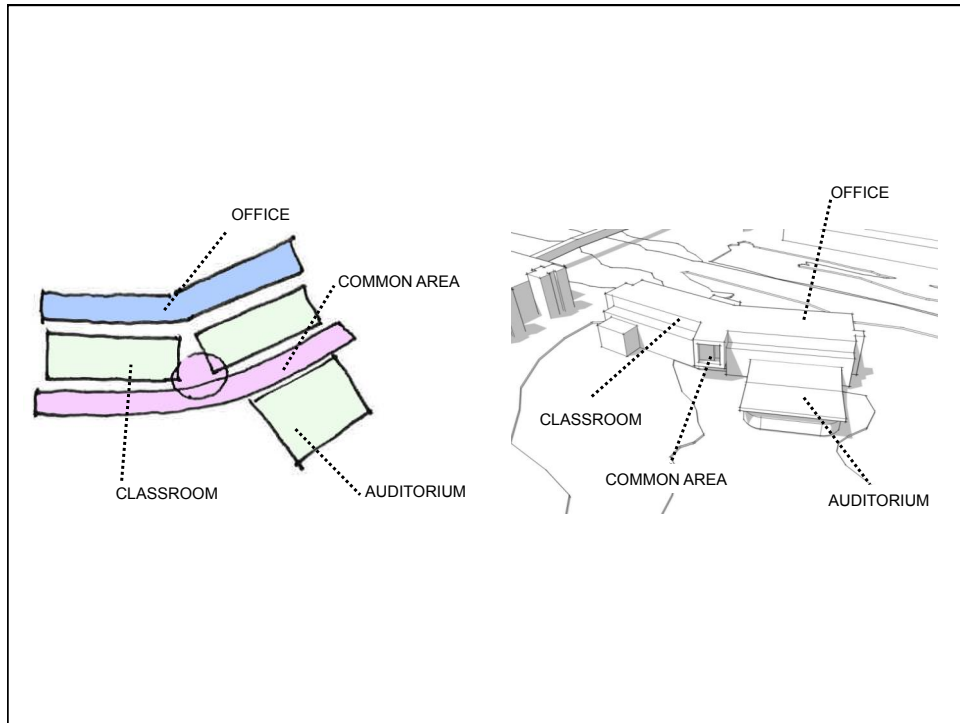 OFFICE
COMMON AREA
CLASSROOM
AUDITORIUM
OFFICE
CLASSROOM
COMMON AREA
AUDITORIUM